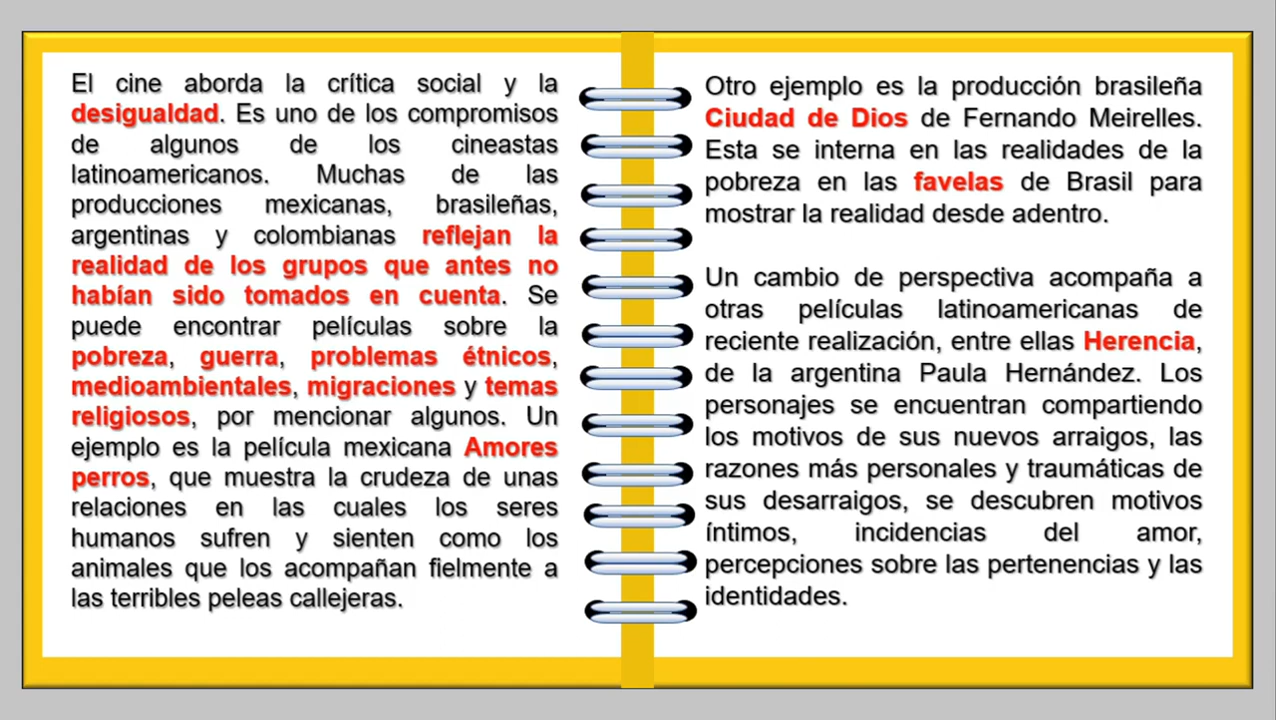 El cine aborda la crítica social y la
desigualdad. Es uno de los compromisos
de algunos de los cineastas
latinoamericanos. Muchas de las
producciones mexicanas, brasileñas,
argentinas y colombianas reflejan la
realidad de los grupos que antes no
habían sido tomados en cuenta. Se
puede encontrar películas sobre la
pobreza, guerra, problemas étnicos,
medioambientales, migraciones y temas
religiosos, por mencionar algunos. Un
ejemplo es la película mexicana Amores
perros, que muestra la crudeza de unas
relaciones en las cuales los seres
humanos sufren y sienten como los
animales que los acompañan fielmente a
las terribles peleas callejeras.
Otro ejemplo es la producción brasileña
Ciudad de Dios de Fernando Meirelles.
Esta se interna en las realidades de la
pobreza en las favelas de Brasil para
mostrar la realidad desde adentro.
Un cambio de perspectiva acompaña a
otras películas latinoamericanas de
reciente realización, entre ellas Herencia,
de la argentina Paula Hernández. Los
personajes se encuentran compartiendo
los motivos de sus nuevos arraigos, las
razones más personales y traumáticas de
sus desarraigos, se descubren motivos
íntimos, incidencias del amor,
percepciones sobre las pertenencias y las
identidades.